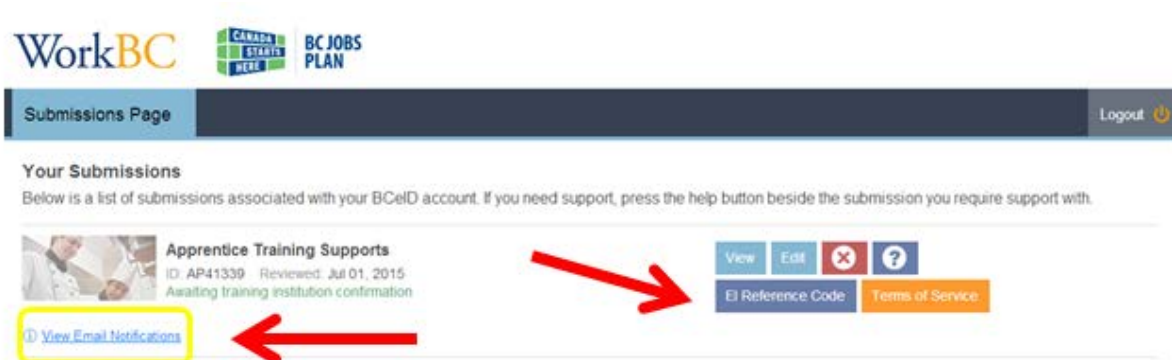 WorkBC
CANADA STARTS HERE
BC JOBS PLAN
Submissions Page
Logout
Your Submissions
Below is a list of submissions associated with your BCeID account. If you need support, press the help button beside the submission you require support with.
Apprentice Training Supports
View Edit ?
ID: AP41339 Reviewed: Jul 01, 2015
Awaiting training institution confirmation
EI Reference Code Terms of Service
View Email Notifications